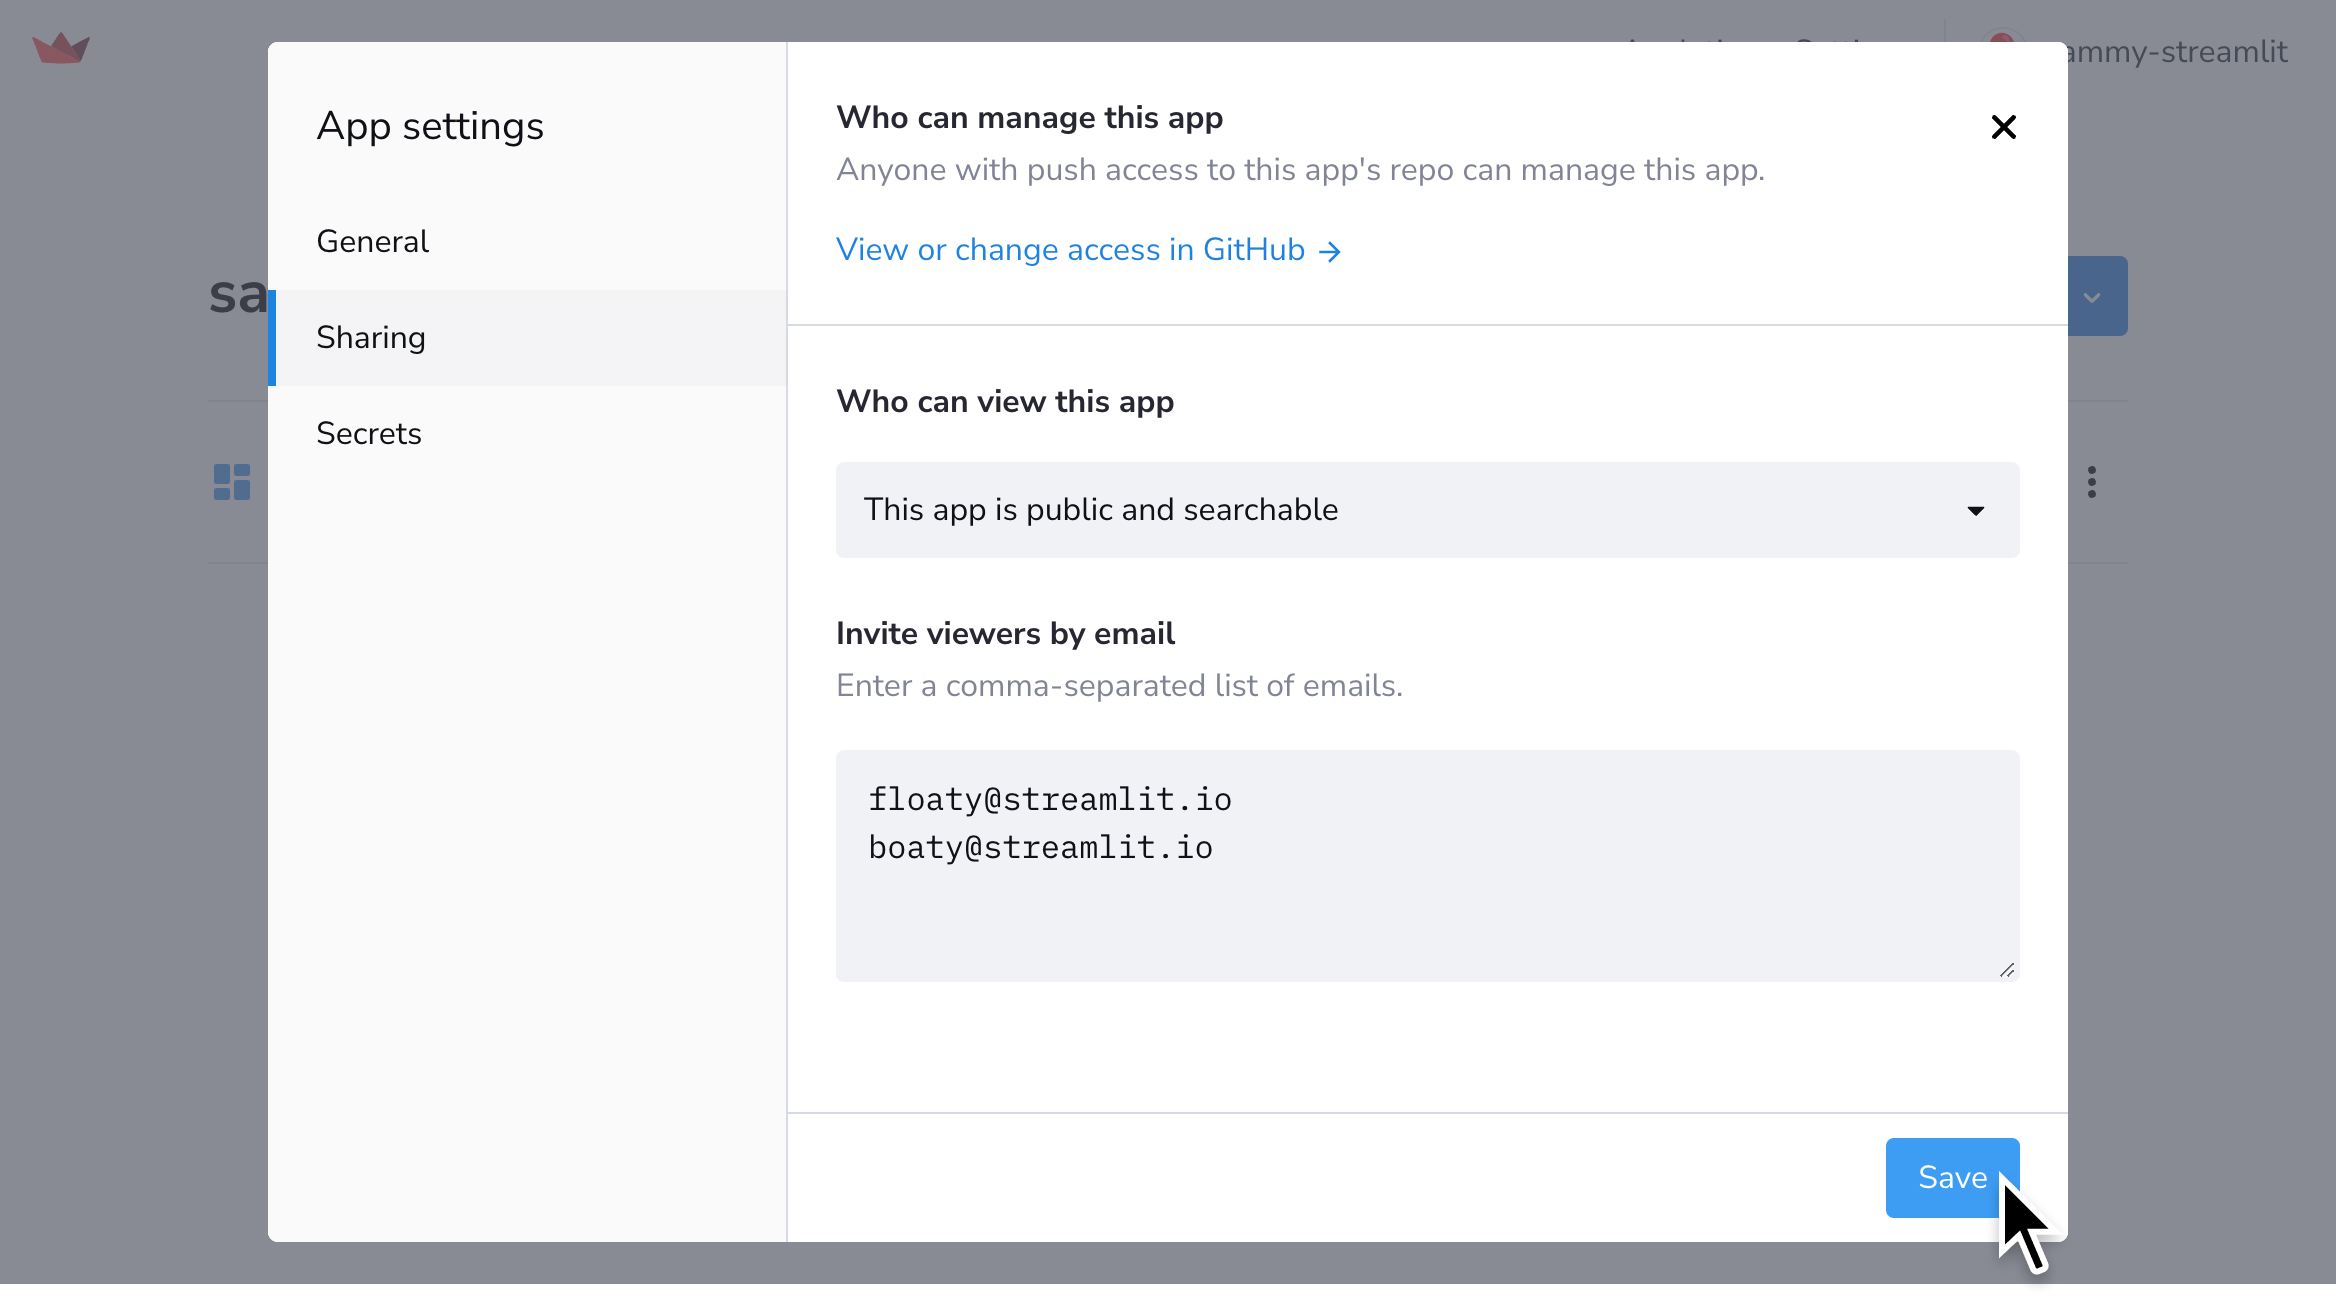 ammy-streamlit
sa
App settings
General
Sharing
Secrets
Who can manage this app
Anyone with push access to this app's repo can manage this app.
View or change access in GitHub →
Who can view this app
This app is public and searchable
Invite viewers by email
Enter a comma-separated list of emails.
floaty@streamlit.io
boaty@streamlit.io
Save